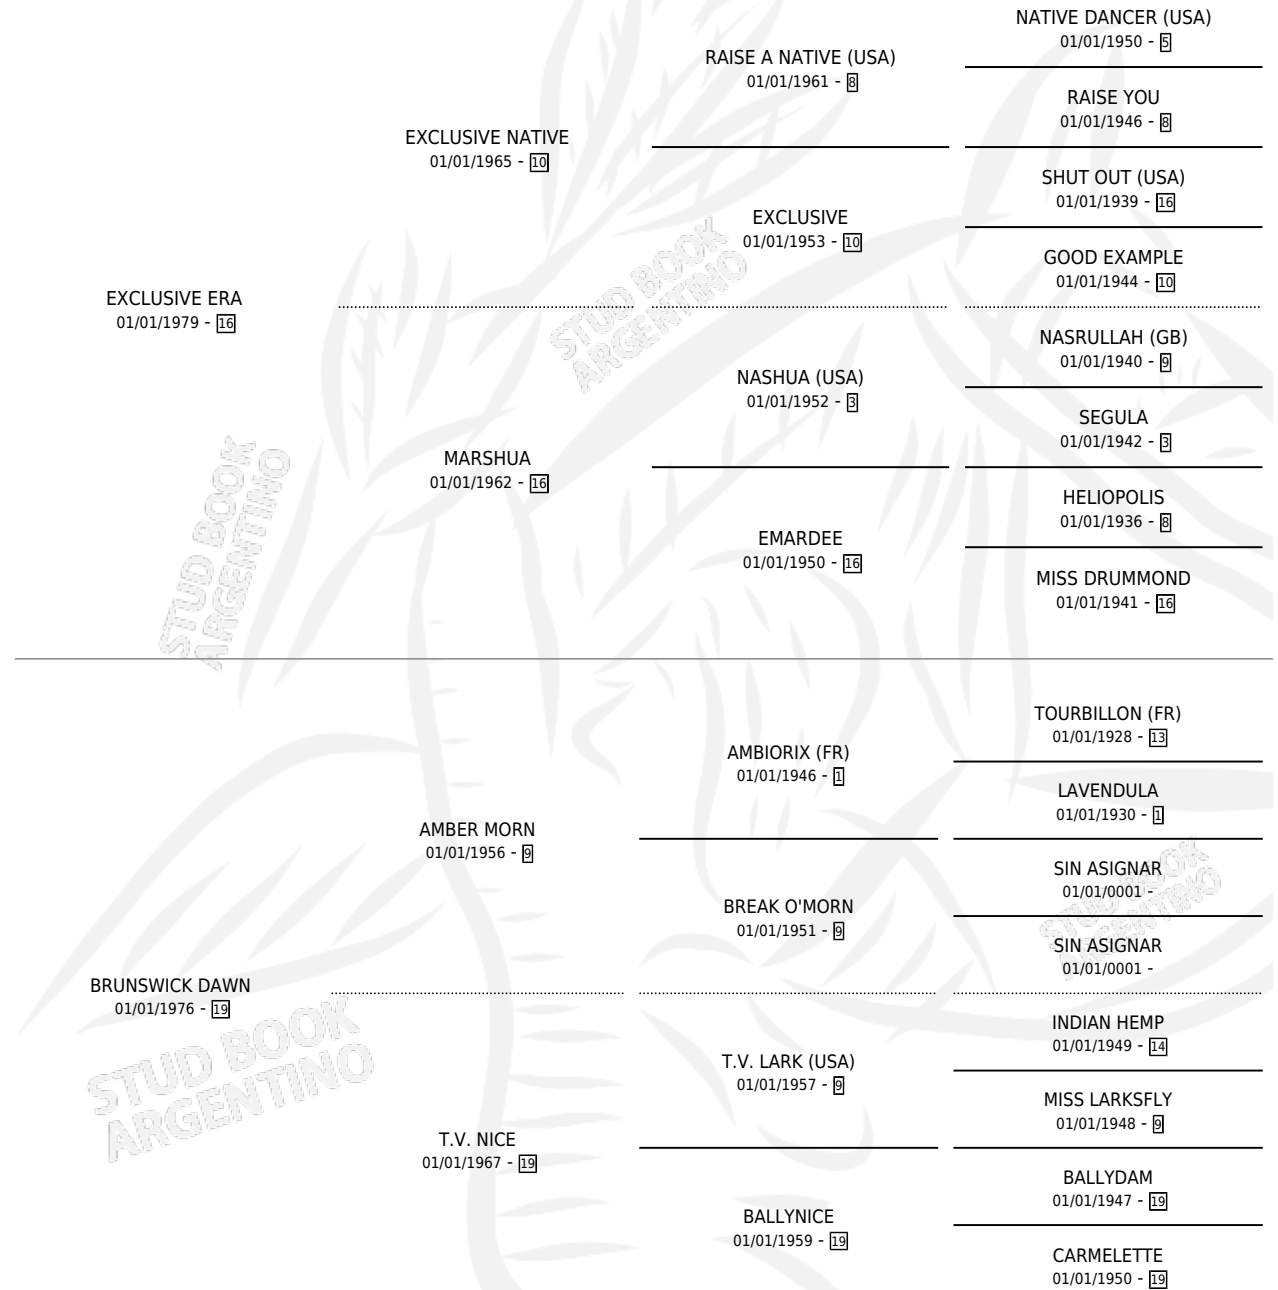 NATIVE DANCER (USA)
01/01/1950 - 5
RAISE A NATIVE (USA)
01/01/1961 - 8
RAISE YOU
01/01/1946 - 8
EXCLUSIVE NATIVE
01/01/1965 - 10
SHUT OUT (USA)
01/01/1939 - 16
EXCLUSIVE
01/01/1953 - 10
GOOD EXAMPLE
01/01/1944 - 10
STUD BOOK
ARGENTINO
EXCLUSIVE ERA
01/01/1979 - 16
NASRULLAH (GB)
01/01/1940 - 9
NASHUA (USA)
01/01/1952 - 3
SEGULA
01/01/1942 - 3
MARSHUA
01/01/1962 - 16
HELIOPOLIS
01/01/1936 - 8
EMARDEE
01/01/1950 - 16
MISS DRUMMOND
01/01/1941 - 16
STUD BOOK
ARGENTINO
TOURBILLON (FR)
01/01/1928 - 13
AMBIORIX (FR)
01/01/1946 - 1
LAVENDULA
01/01/1930 - 1
AMBER MORN
01/01/1956 - 9
SIN ASIGNAR
01/01/0001 -
BREAK O'MORN
01/01/1951 - 9
SIN ASIGNAR
01/01/0001 -
STUD BOOK
ARGENTINO
BRUNSWICK DAWN
01/01/1976 - 19
INDIAN HEMP
01/01/1949 - 14
T.V. LARK (USA)
01/01/1957 - 9
MISS LARKSFLY
01/01/1948 - 9
STUD BOOK
ARGENTINO
T.V. NICE
01/01/1967 - 19
BALLYDAM
01/01/1947 - 19
BALLYNICE
01/01/1959 - 19
CARMELETTE
01/01/1950 - 19